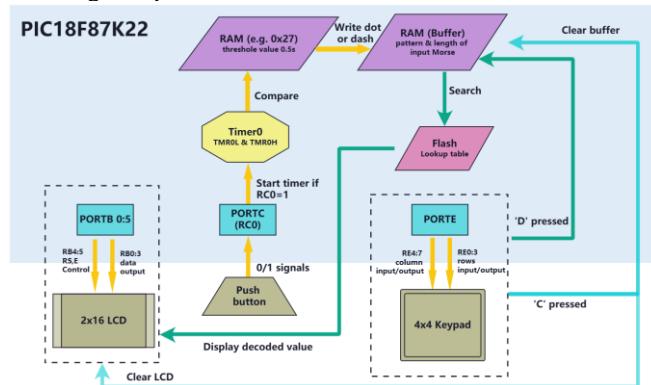 PIC18F87K22
RAM (e.g. 0x27)
threshole value 0.5s
Write dot
or dash
RAM (Buffer)
pattern & length of
input Morse
Clear buffer
Compare
Search
Timer0
TMR0L & TMR0H
Flash
Lookup table
Start timer if
RC0=1
PORTB 0:5
PORTC
(RC0)
PORTE
'D' pressed
RB4:5
RS,E
Control
RB0:3
data
output
0/1 signals
RE4:7
column
input/output
RE0:3
rows
input/output
Push
button
'C' pressed
2x16 LCD
4x4 Keypad
Display decoded value
Clear LCD